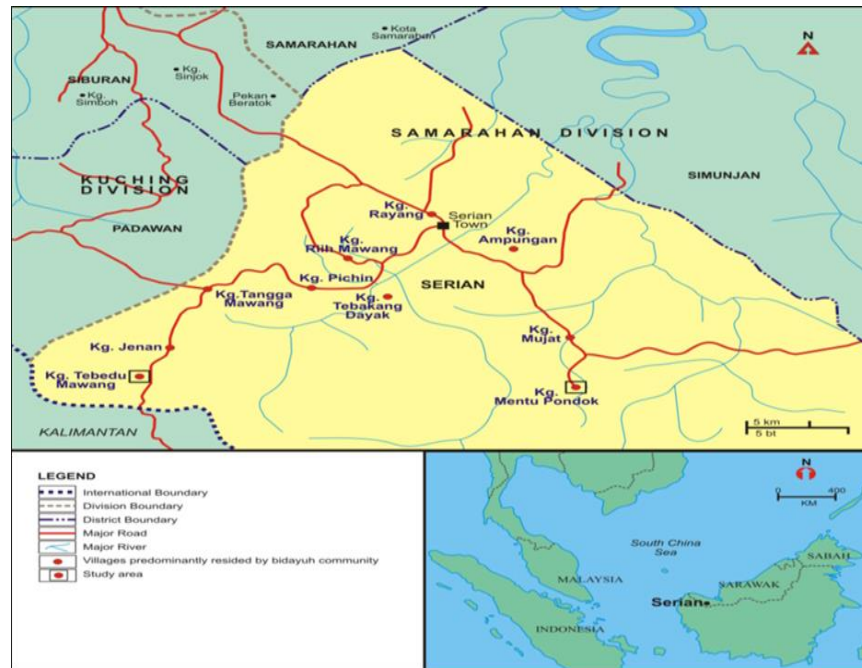 SAMARAHAN
Kota
Samarahan
N
Kg.
Sinjok
SIBURAN
Kg.
Simboh
Pekan
Beratok
SAMARAHAN DIVISION
SIMUNJAN
KUCHING
DIVISION
PADAWAN
Kg.
Rayang
Serian
Town
Kg.
Ampungan
Kg.
Riih Mawang
Kg. Pichin
SERIAN
Kg.Tangga
Mawang
Kg.
Tebakang
Dayak
Kg. Jenan
Kg.
Mujat
Kg. Tebedu
Mawang
Kg.
Mentu Pondok
KALIMANTAN
5 km
5 bt
LEGEND
International Boundary
Division Boundary
District Boundary
Major Road
Major River
Villages predominantly resided by bidayuh community
Study area
N
0 400
KM
South China
Sea
SABAH
MALAYSIA
SARAWAK
Serian
INDONESIA